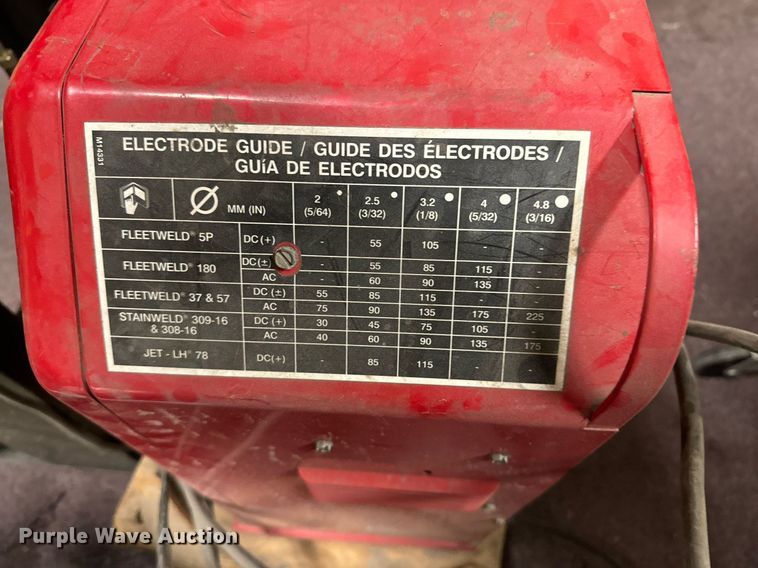 M14331
ELECTRODE GUIDE / GUIDE DES ÉLECTRODES /
GUíA DE ELECTRODOS
Ø MM (IN) 2 (5/64) 2.5 (3/32) 3.2 (1/8) 4 (5/32) 4.8 (3/16)
FLEETWELD® 5P DC (+) - 55 105 - -
FLEETWELD® 180 DC(±) - 55 85 115 -
AC - 60 90 135 -
FLEETWELD® 37 & 57 DC (±) 55 85 115 - -
AC 75 90 135 175 225
STAINWELD® 309-16 & 308-16 DC (+) 30 45 75 105 -
AC 40 60 90 135 175
JET - LH® 78 DC(+) - 85 115 - -
Purple Wave Auction